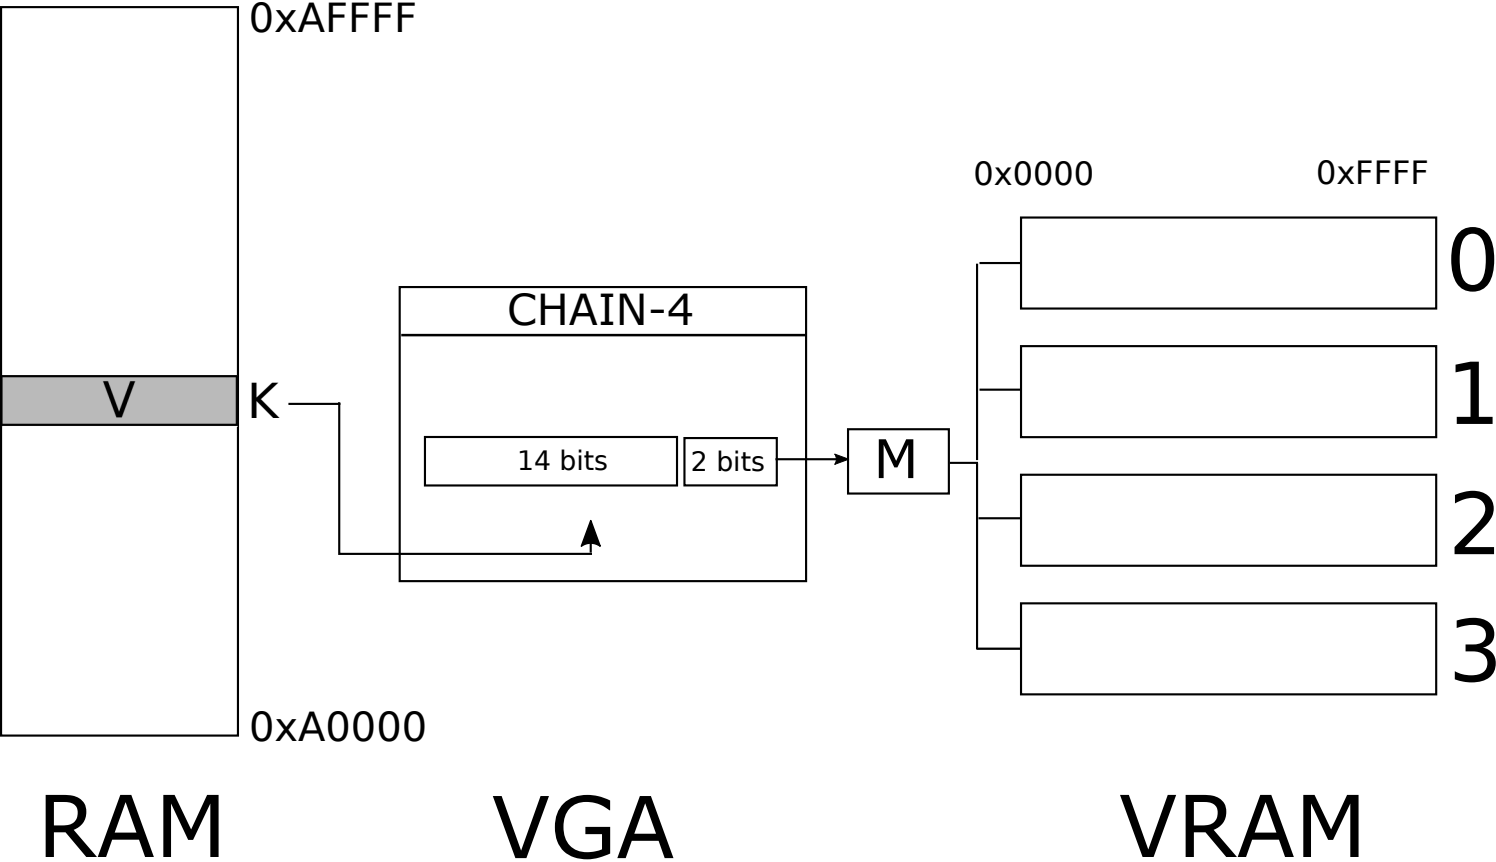 0xAFFFF
V
K
0xA0000
RAM
CHAIN-4
14 bits
2 bits
VGA
M
0x0000
0xFFFF
0
1
2
3
VRAM